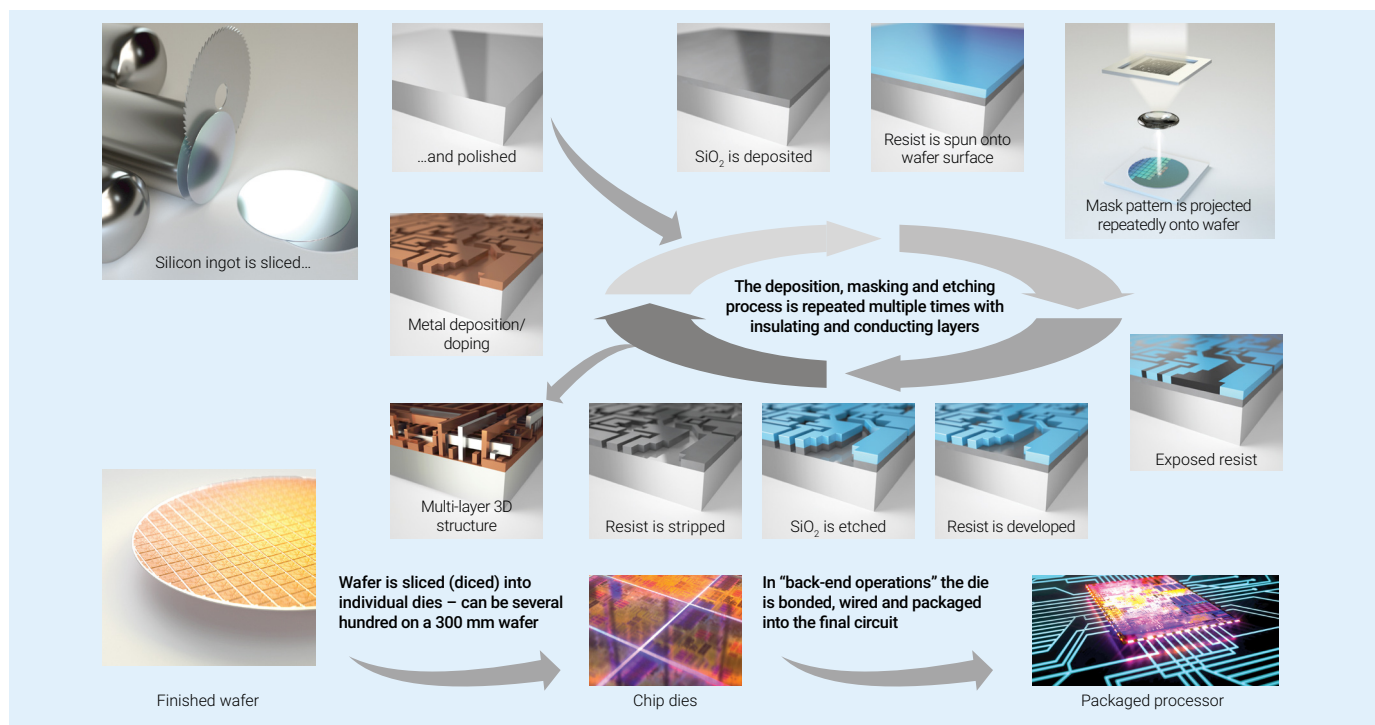 Silicon ingot is sliced…
…and polished
SiO₂ is deposited
Resist is spun onto
wafer surface
Mask pattern is projected
repeatedly onto wafer
The deposition, masking and etching
process is repeated multiple times with
insulating and conducting layers
Exposed resist
Resist is developed
SiO₂ is etched
Resist is stripped
Metal deposition/
doping
Multi-layer 3D
structure
Finished wafer
Wafer is sliced (diced) into
individual dies – can be several
hundred on a 300 mm wafer
Chip dies
In “back-end operations” the die
is bonded, wired and packaged
into the final circuit
Packaged processor